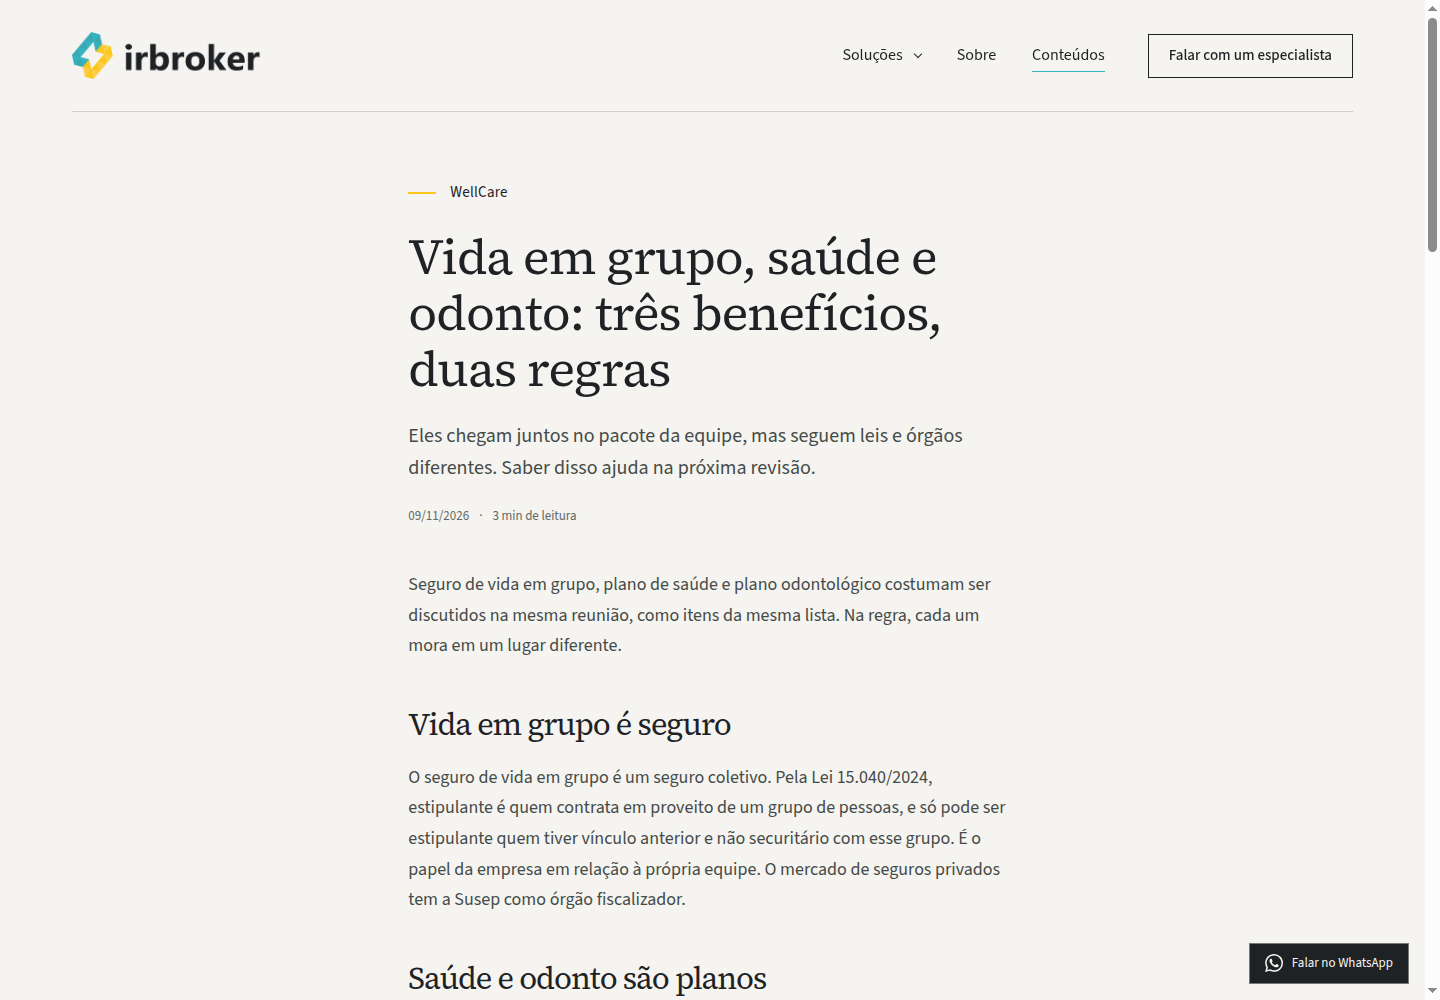 irbroker
Soluções
Sobre
Conteúdos
Falar com um especialista
WellCare
Vida em grupo, saúde e
odonto: três benefícios,
duas regras
Eles chegam juntos no pacote da equipe, mas seguem leis e órgãos
diferentes. Saber disso ajuda na próxima revisão.
09/11/2026 · 3 min de leitura
Seguro de vida em grupo, plano de saúde e plano odontológico costumam ser
discutidos na mesma reunião, como itens da mesma lista. Na regra, cada um
mora em um lugar diferente.
Vida em grupo é seguro
O seguro de vida em grupo é um seguro coletivo. Pela Lei 15.040/2024,
estipulante é quem contrata em proveito de um grupo de pessoas, e só pode ser
estipulante quem tiver vínculo anterior e não securitário com esse grupo. É o
papel da empresa em relação à própria equipe. O mercado de seguros privados
tem a Susep como órgão fiscalizador.
Saúde e odonto são planos
Falar no WhatsApp